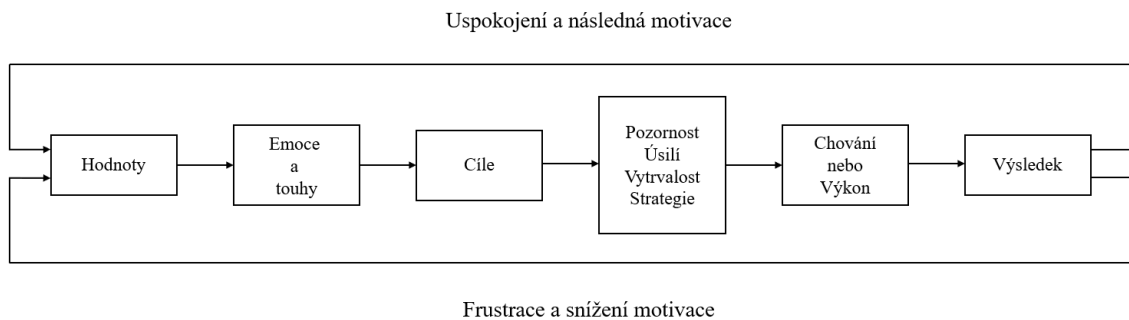 Uspokojení a následná motivace
Hodnoty
Emoce
a
touhy
Cíle
Pozornost
Úsilí
Vytrvalost
Strategie
Chování
nebo
Výkon
Výsledek
Frustrace a snížení motivace